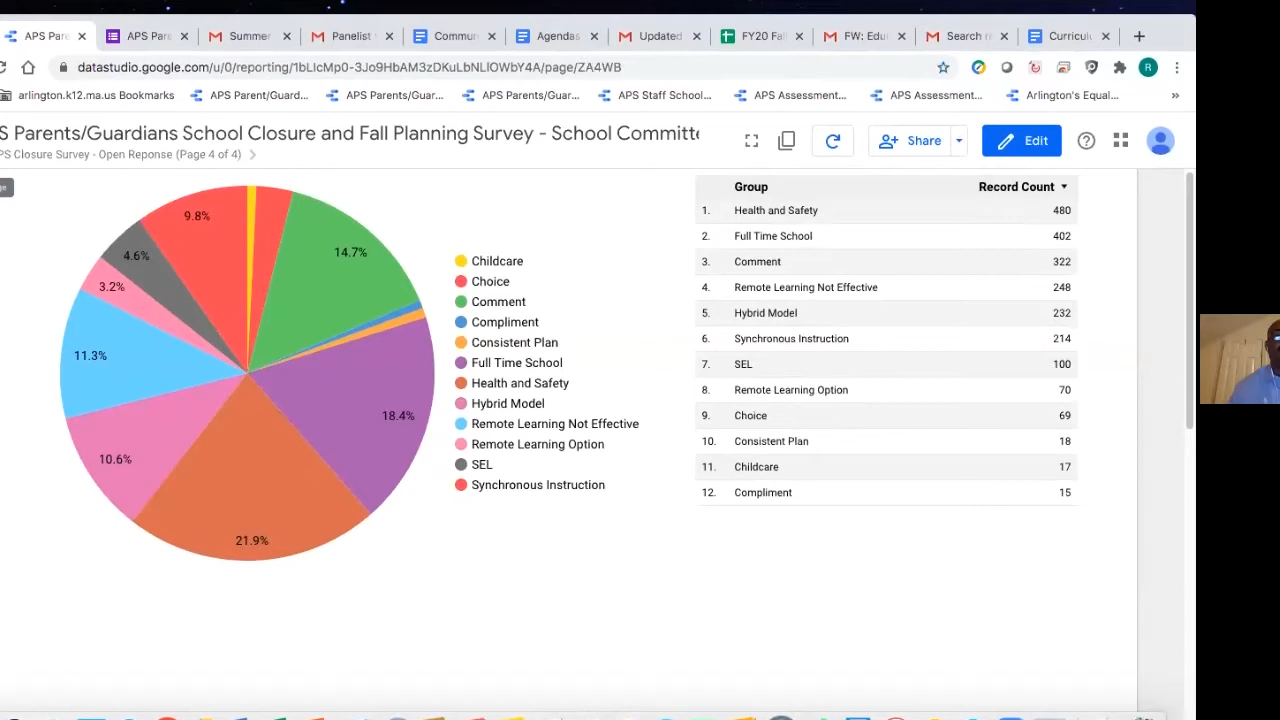 APS Pare
APS Par
Summer
Panelist
Commur
Agendas
Updated
FY20 Fal
FW: Edu
Search (
Curricul
datastudio.google.com/u/0/reporting/1bLIcMp0-3Jo9HbAM3zDKuLbNLlOWbY4A/page/ZA4WB
R
arlington.k12.ma.us Bookmarks
APS Parent/Guard...
APS Parents/Guar...
APS Parents/Guar...
APS Staff School...
APS Assessment...
APS Assessment...
Arlington's Equal...
S Parents/Guardians School Closure and Fall Planning Survey - School Committe
Share
Edit
PS Closure Survey - Open Reponse (Page 4 of 4)
ge
9.8%
4.6%
3.2%
11.3%
10.6%
21.9%
18.4%
14.7%
Childcare
Choice
Comment
Compliment
Consistent Plan
Full Time School
Health and Safety
Hybrid Model
Remote Learning Not Effective
Remote Learning Option
SEL
Synchronous Instruction
Group Record Count
1. Health and Safety 480
2. Full Time School 402
3. Comment 322
4. Remote Learning Not Effective 248
5. Hybrid Model 232
6. Synchronous Instruction 214
7. SEL 100
8. Remote Learning Option 70
9. Choice 69
10. Consistent Plan 18
11. Childcare 17
12. Compliment 15